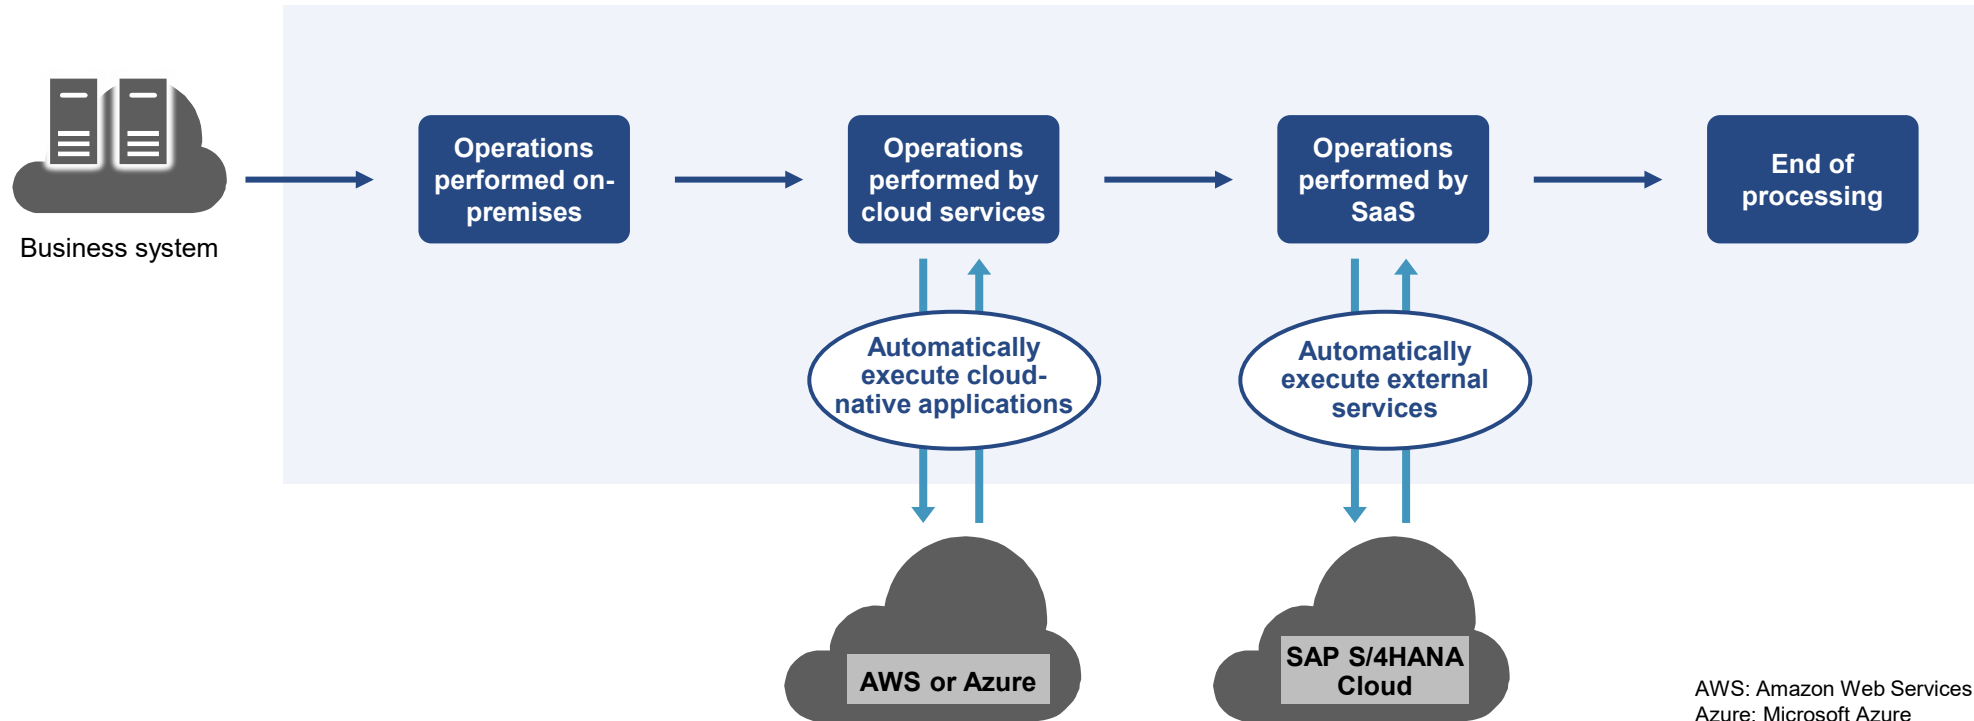 Business system
Operations
performed on-
premises
Operations
performed by
cloud services
Operations
performed by
SaaS
End of
processing
Automatically
execute cloud-
native applications
Automatically
execute external
services
AWS or Azure
SAP S/4HANA
Cloud
AWS: Amazon Web Services
Azure: Microsoft Azure